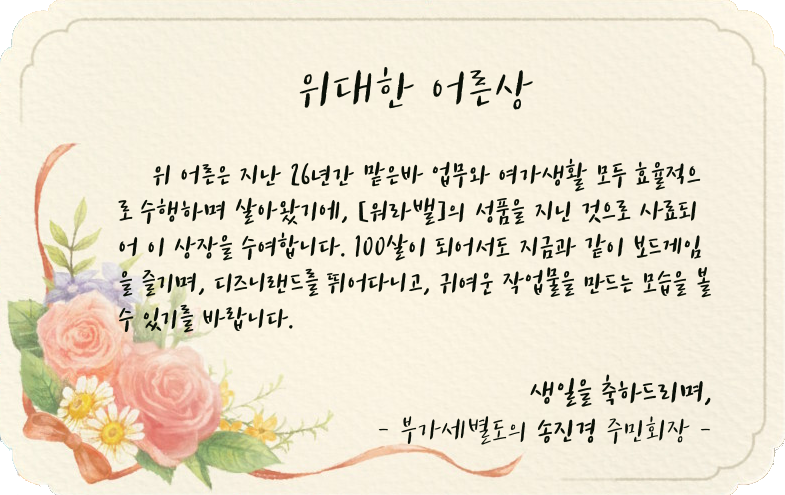 위대한 어른상
위 어른은 지난 26년간 맡은바 업무와 여가생활 모두 효율적으
로 수행하며 살아왔기에, [워라밸]의 성품을 지닌 것으로 사료되
어 이 상장을 수여합니다. 100살이 되어서도 지금과 같이 보드게임
을 즐기며, 디즈니랜드를 뛰어다니고, 귀여운 작업물을 만드는 모습을 볼
수 있기를 바랍니다.
생일을 축하드리며,
- 부가세별도의 송진경 주민회장 -